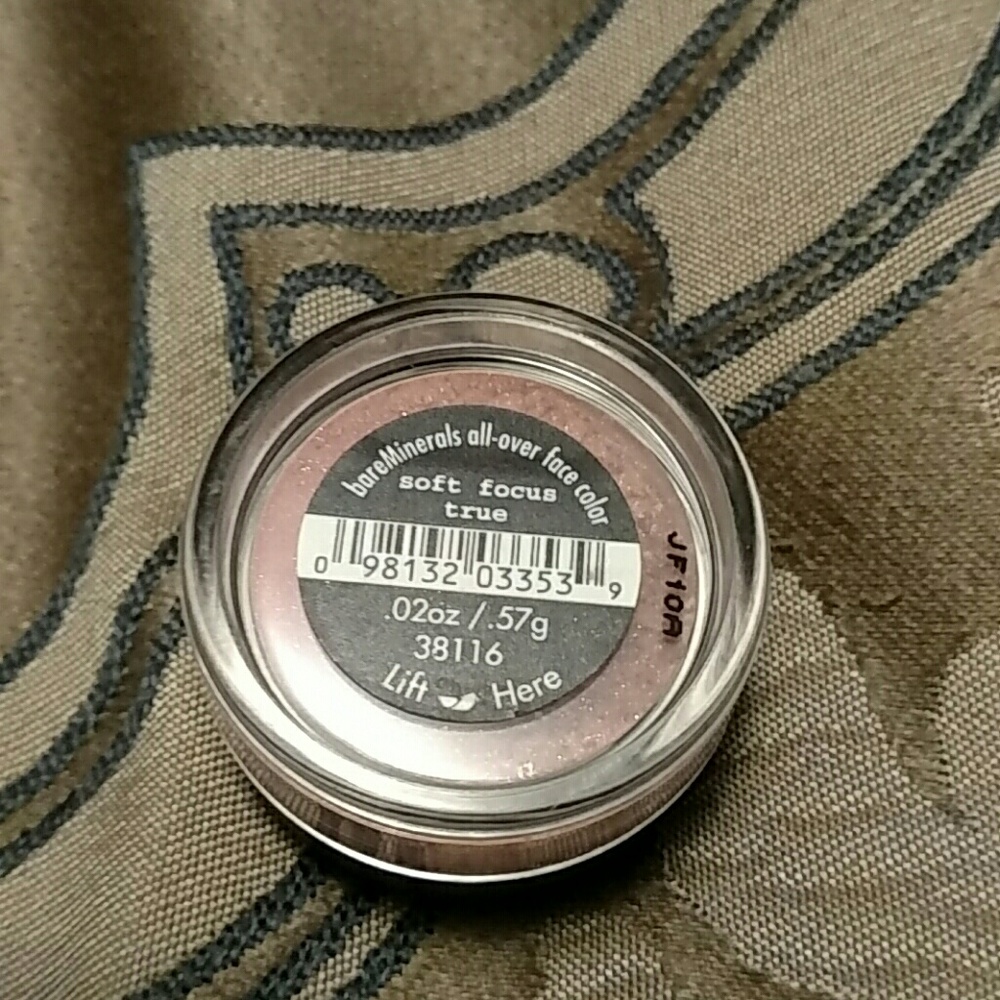 bareMinerals all-over face color
soft focus
true
0 98132 03353 9
.02oz / .57g
38116
Lift Here
JF10A